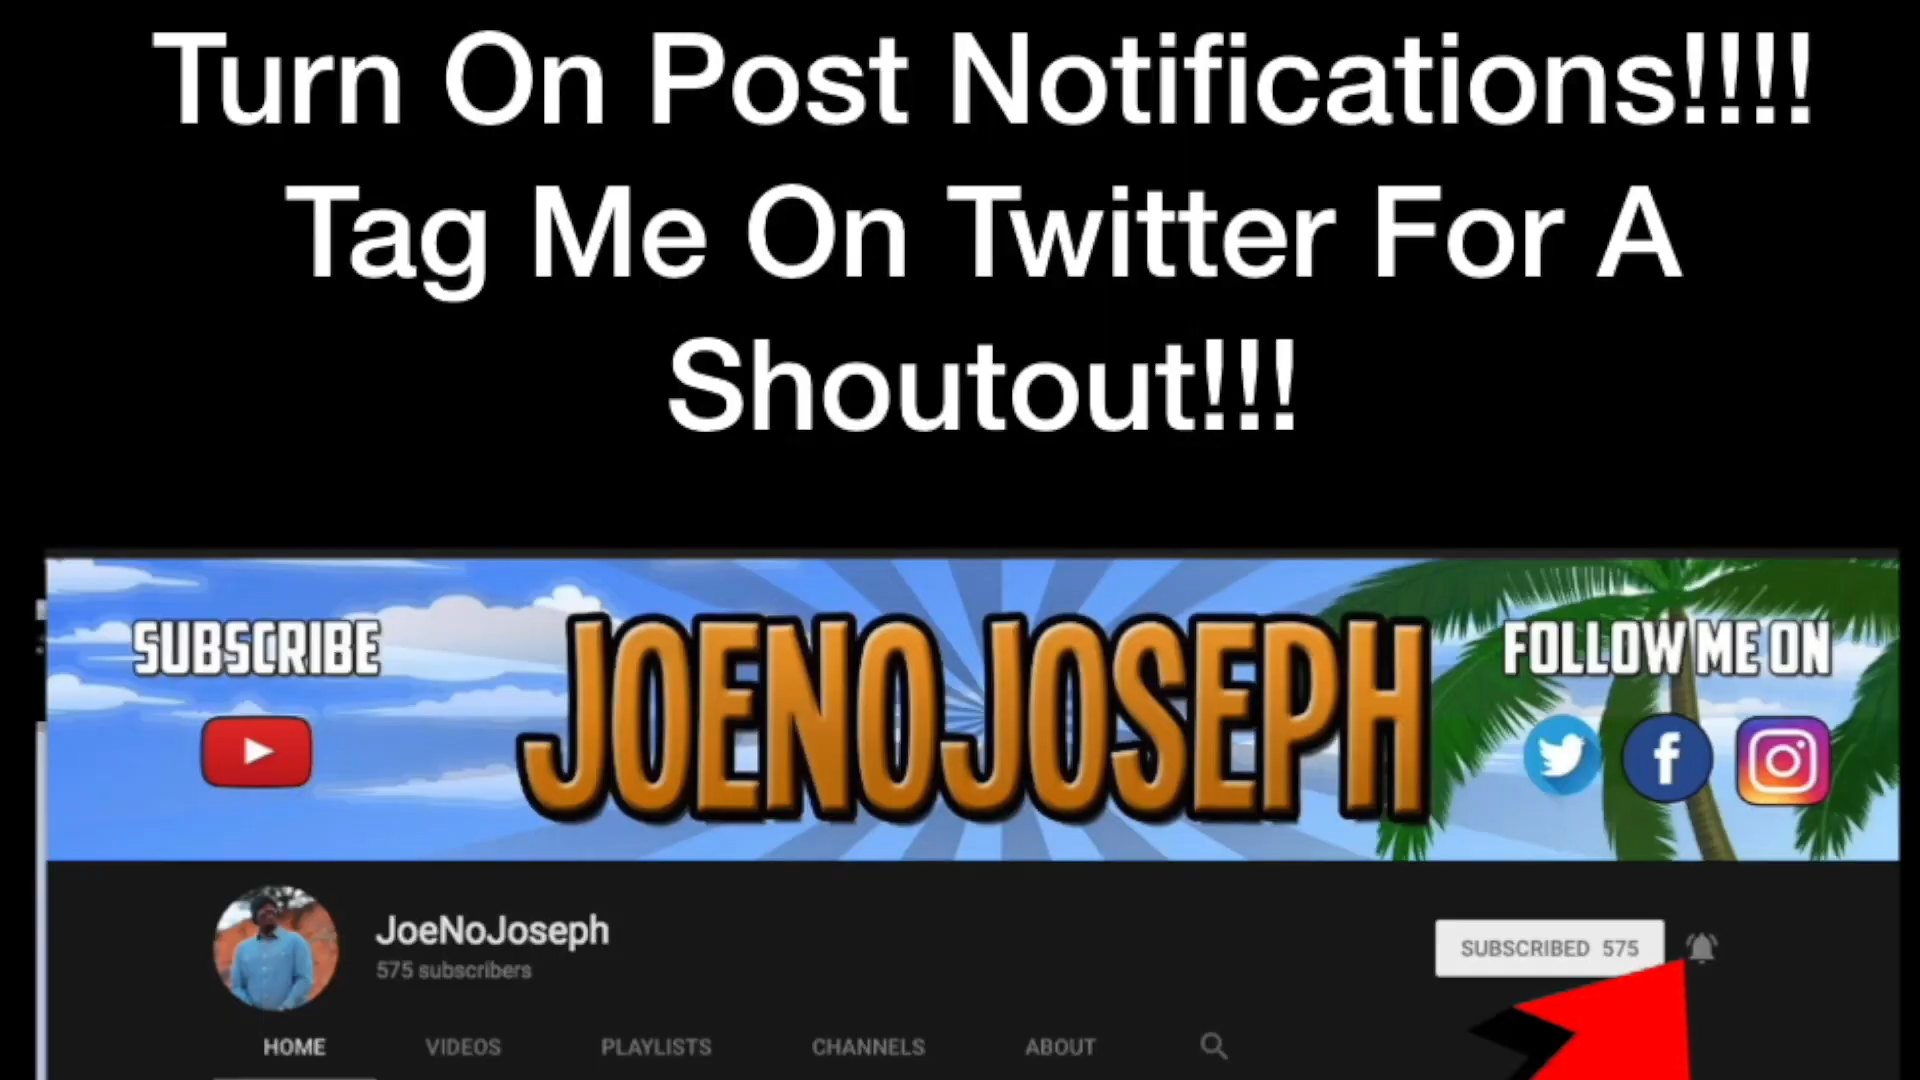 Turn On Post Notifications!!!!
Tag Me On Twitter For A
Shoutout!!!
SUBSCRIBE
JOENOJOSEPH
FOLLOW ME ON
JoeNoJoseph
575 subscribers
SUBSCRIBED 575
HOME VIDEOS PLAYLISTS CHANNELS ABOUT